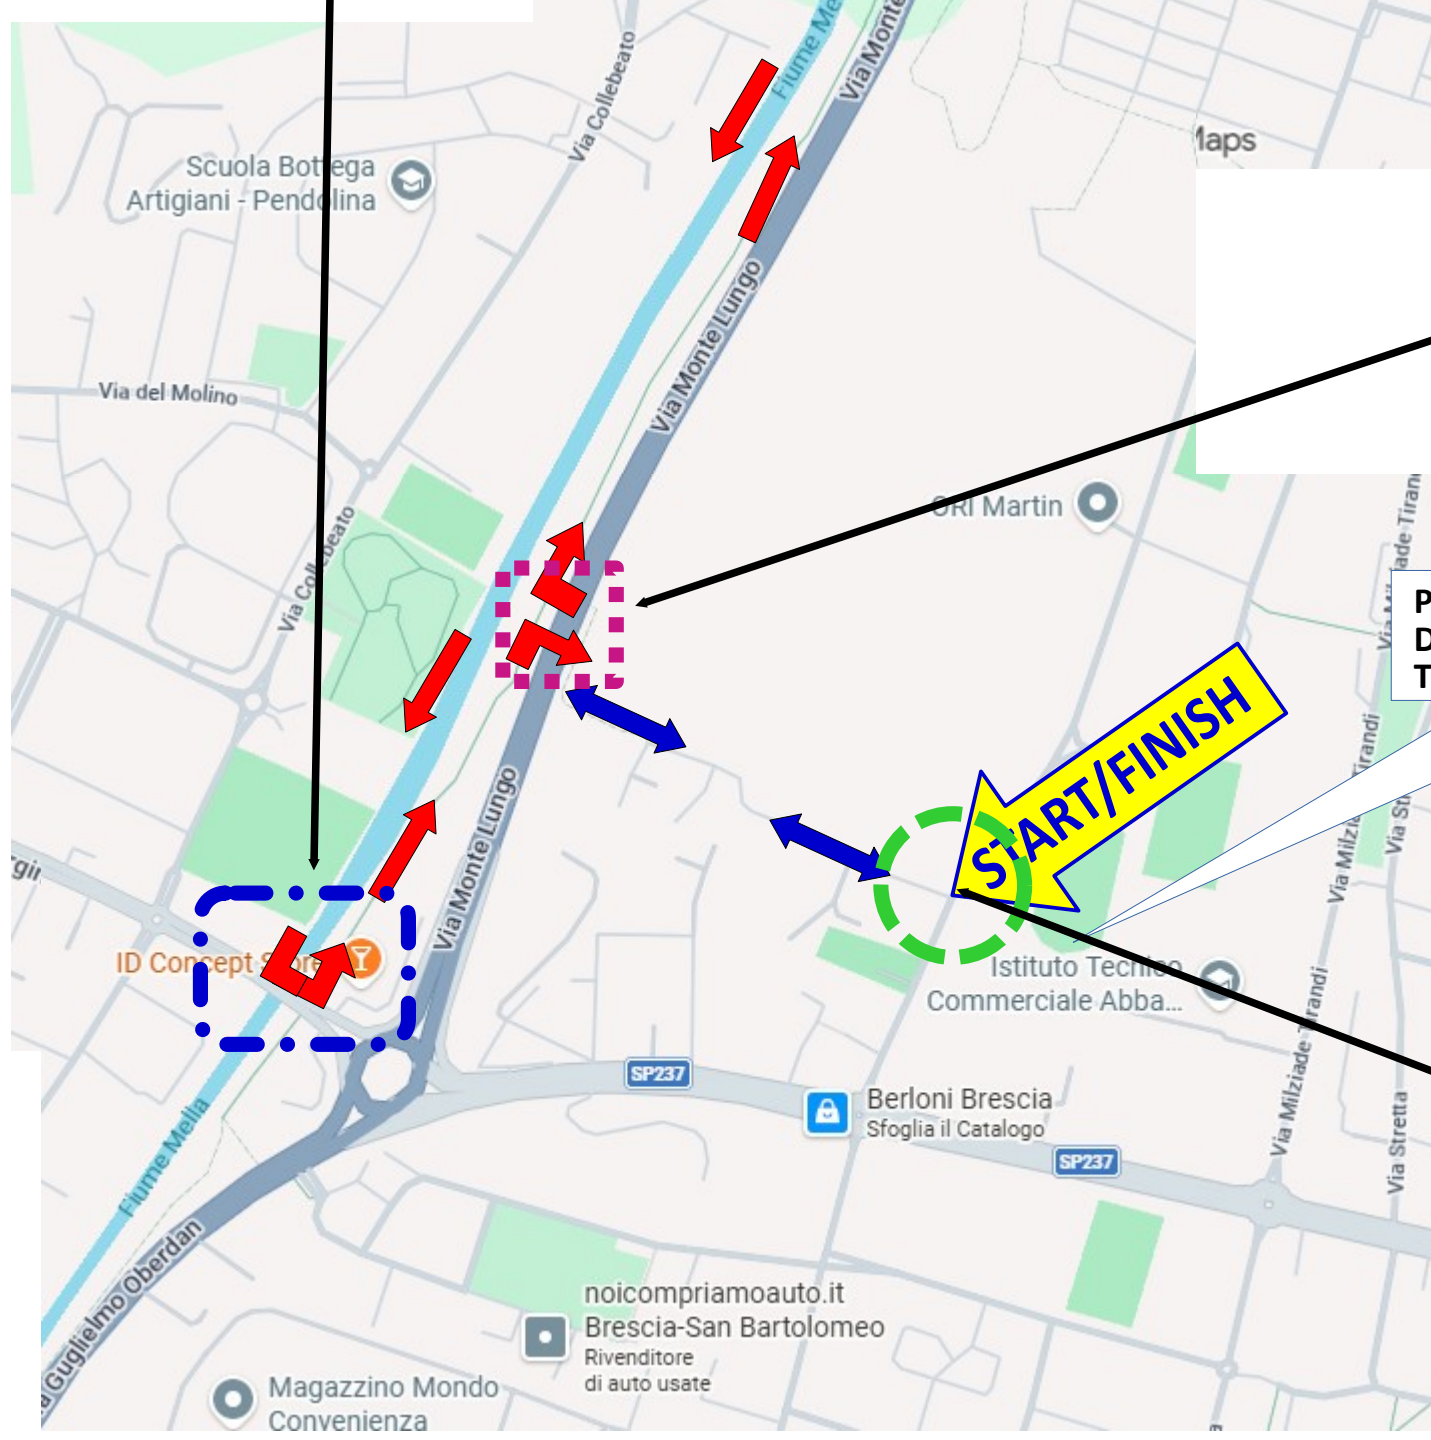 Fiume Me
Via Monte
Via Collebeato
Maps
Scuola Bottega
Artigiani - Pendolina
Via Monte Lungo
Via del Molino
ORI Martin
Via Collebeato
P
D
T
START/FINISH
Via Milziade Tirandi
Via Monte Lungo
ID Concept Store
Istituto Tecnico
Commerciale Abba...
SP237
Berloni Brescia
Sfoglia il Catalogo
Via Milziade Tirandi
Via Stretta
SP237
Fiume Mella
Guglielmo Oberdan
noicompriamoauto.it
Brescia-San Bartolomeo
Rivenditore
di auto usate
Magazzino Mondo
Convenienza